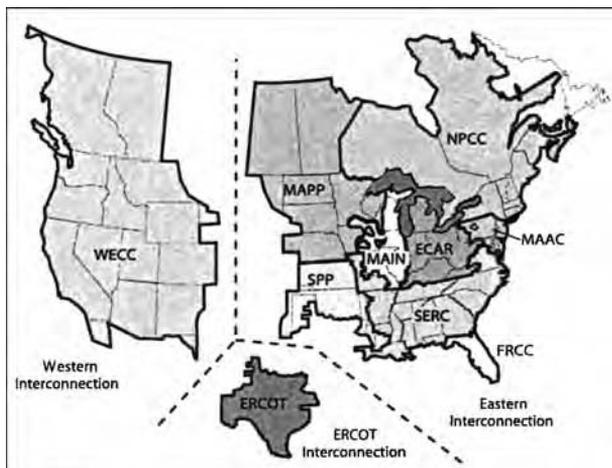 NPCC
MAPP
WECC
MAIN
ECAR
MAAC
SPP
SERC
FRCC
Western
Interconnection
ERCOT
ERCOT
Interconnection
Eastern
Interconnection